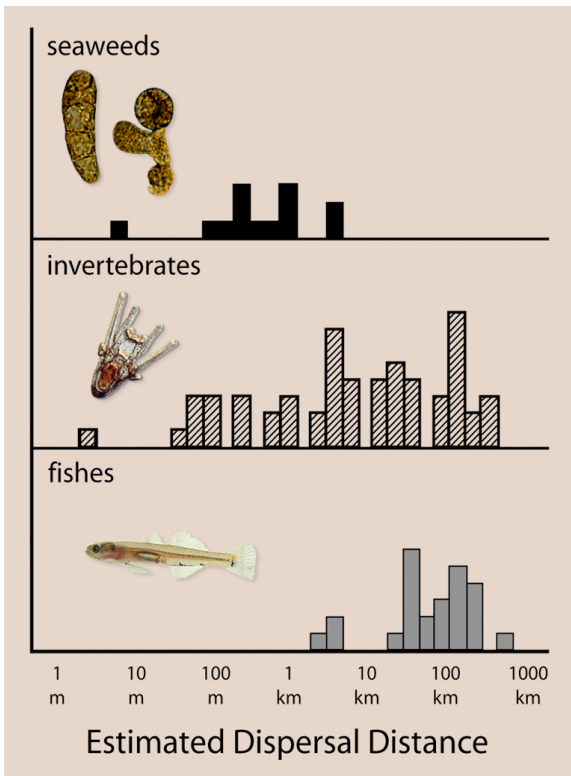 seaweeds
invertebrates
fishes
1 10 100 1 10 100 1000
m m m km km km km
Estimated Dispersal Distance